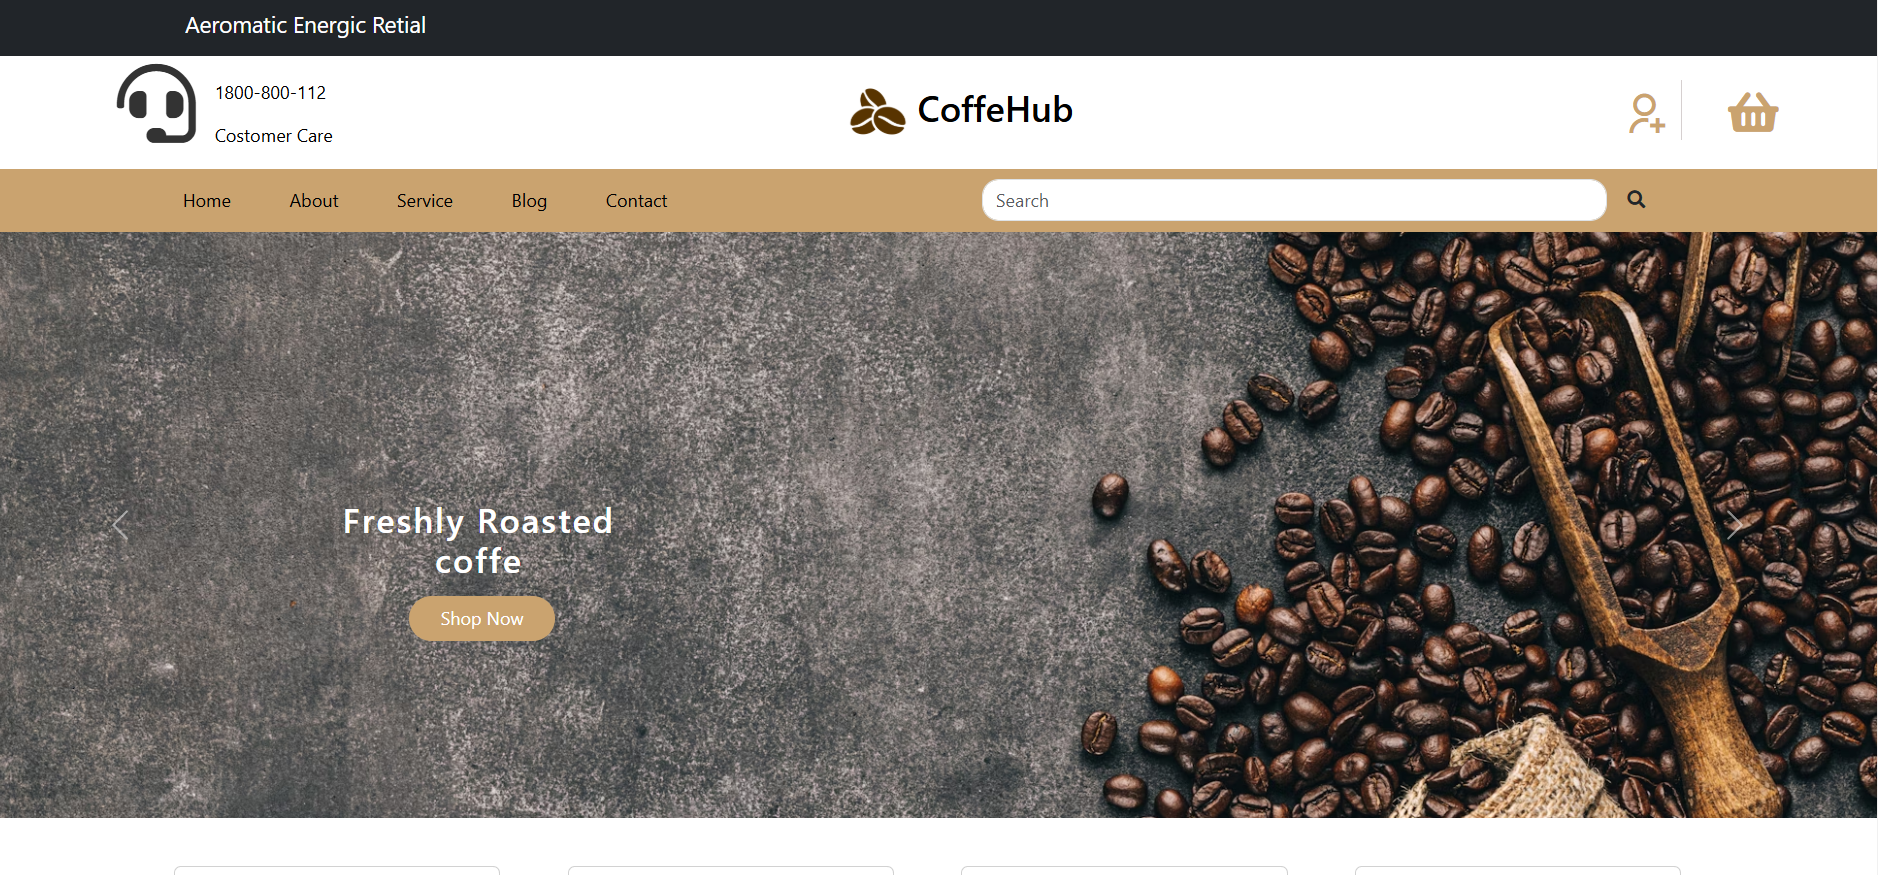 Aeromatic Energic Retial
1800-800-112
Costomer Care
CoffeHub
Home About Service Blog Contact Search
Freshly Roasted
coffe
Shop Now